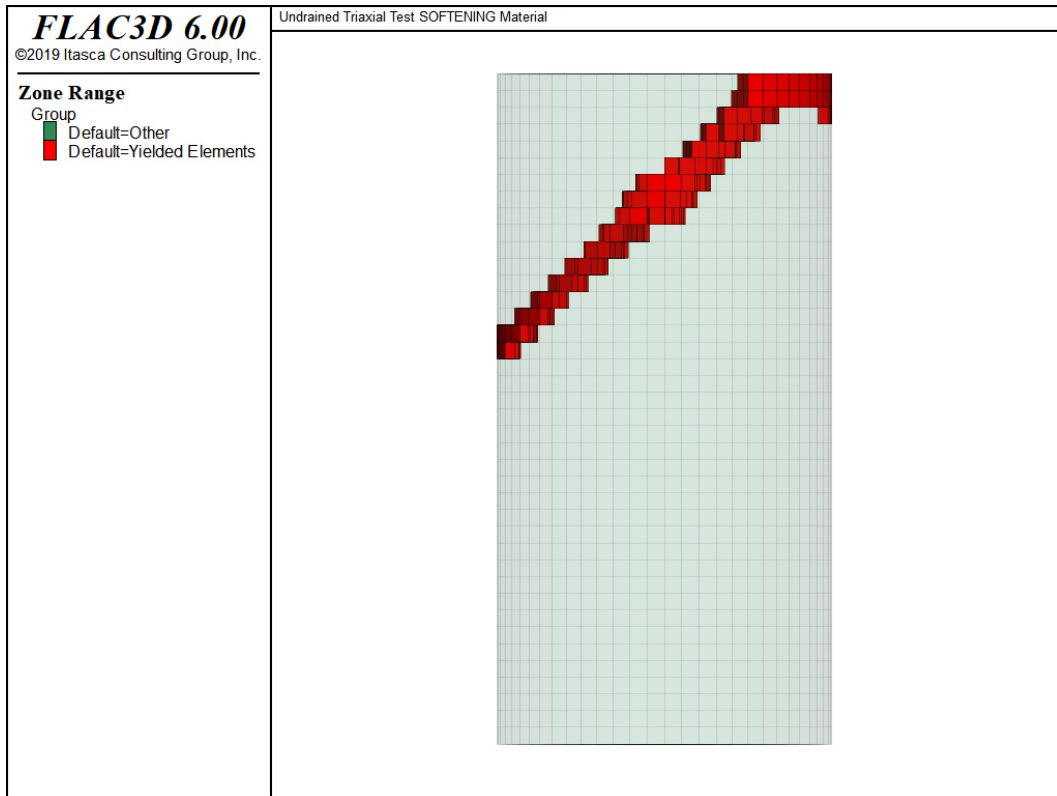 FLAC3D 6.00
©2019 Itasca Consulting Group, Inc.
Zone Range
Group
Default=Other
Default=Yielded Elements
Undrained Triaxial Test SOFTENING Material